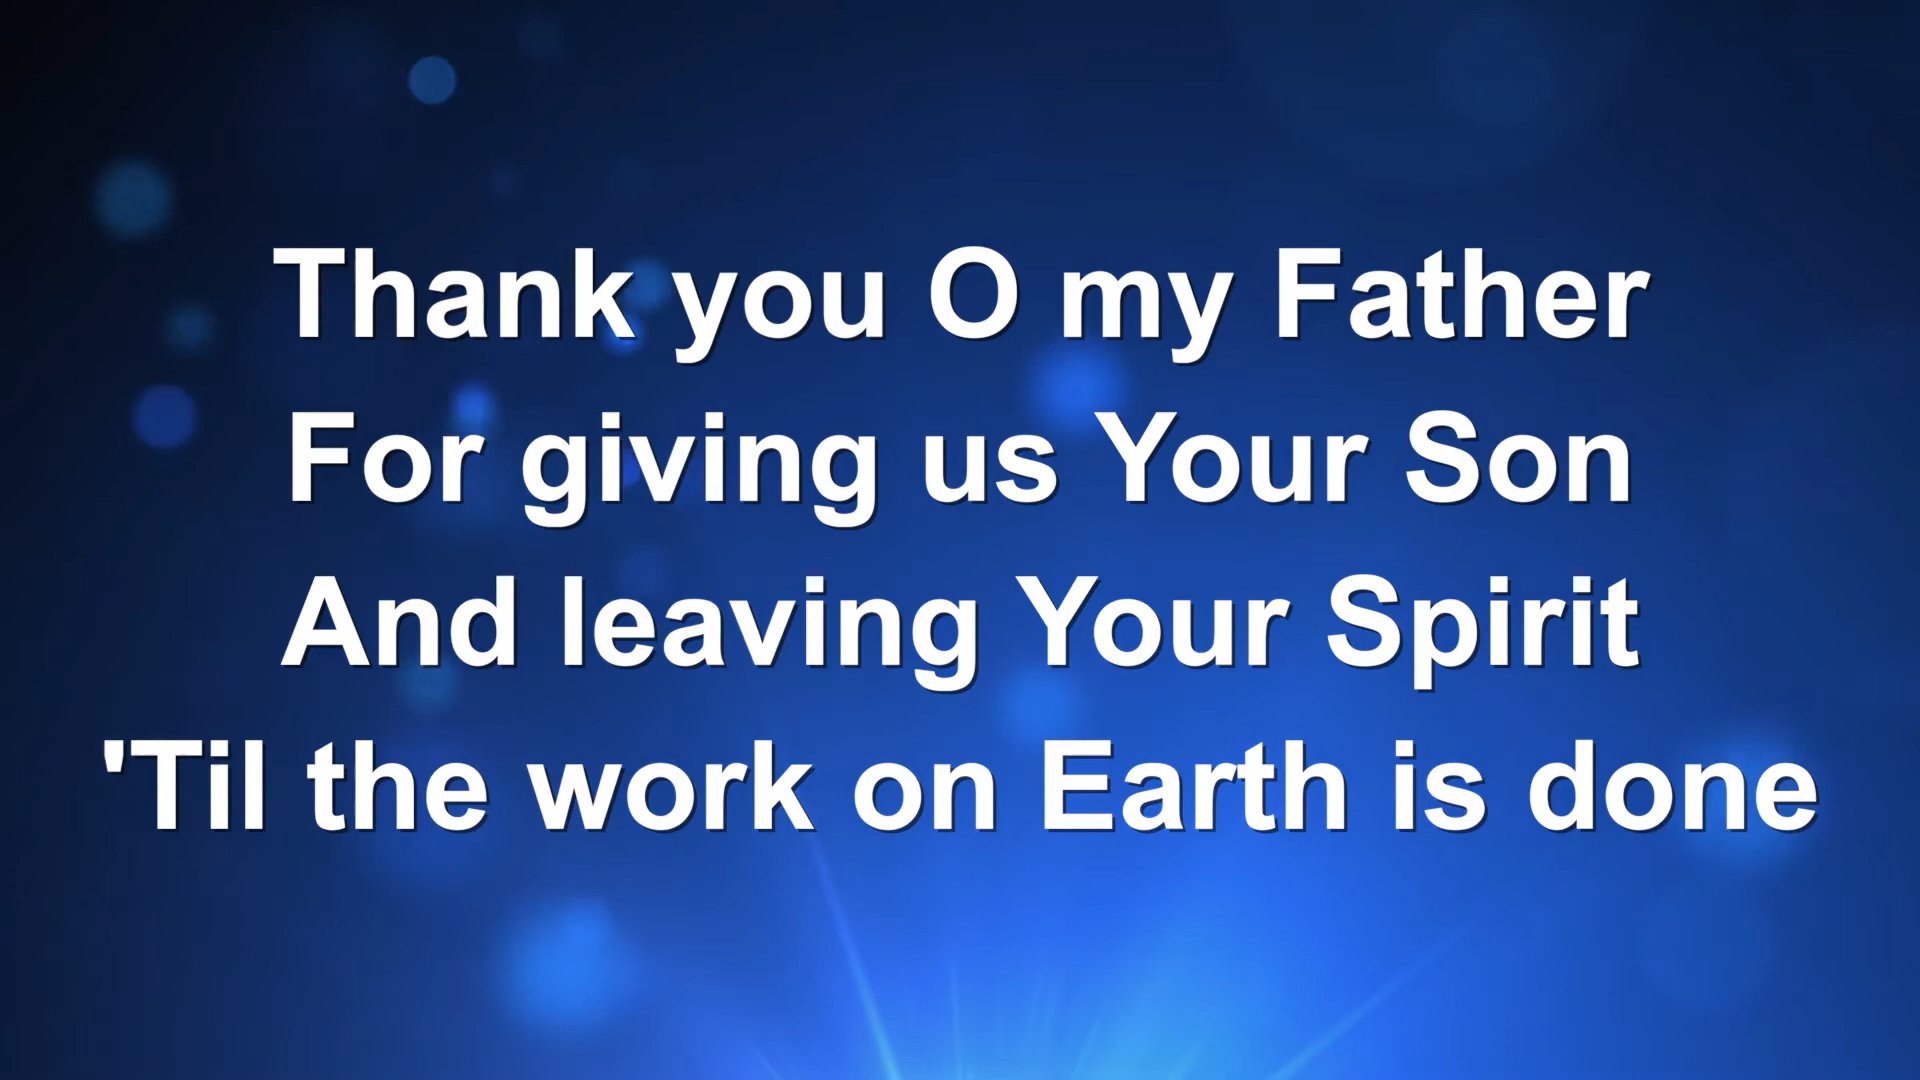 Thank you O my Father
For giving us Your Son
And leaving Your Spirit
'Til the work on Earth is done